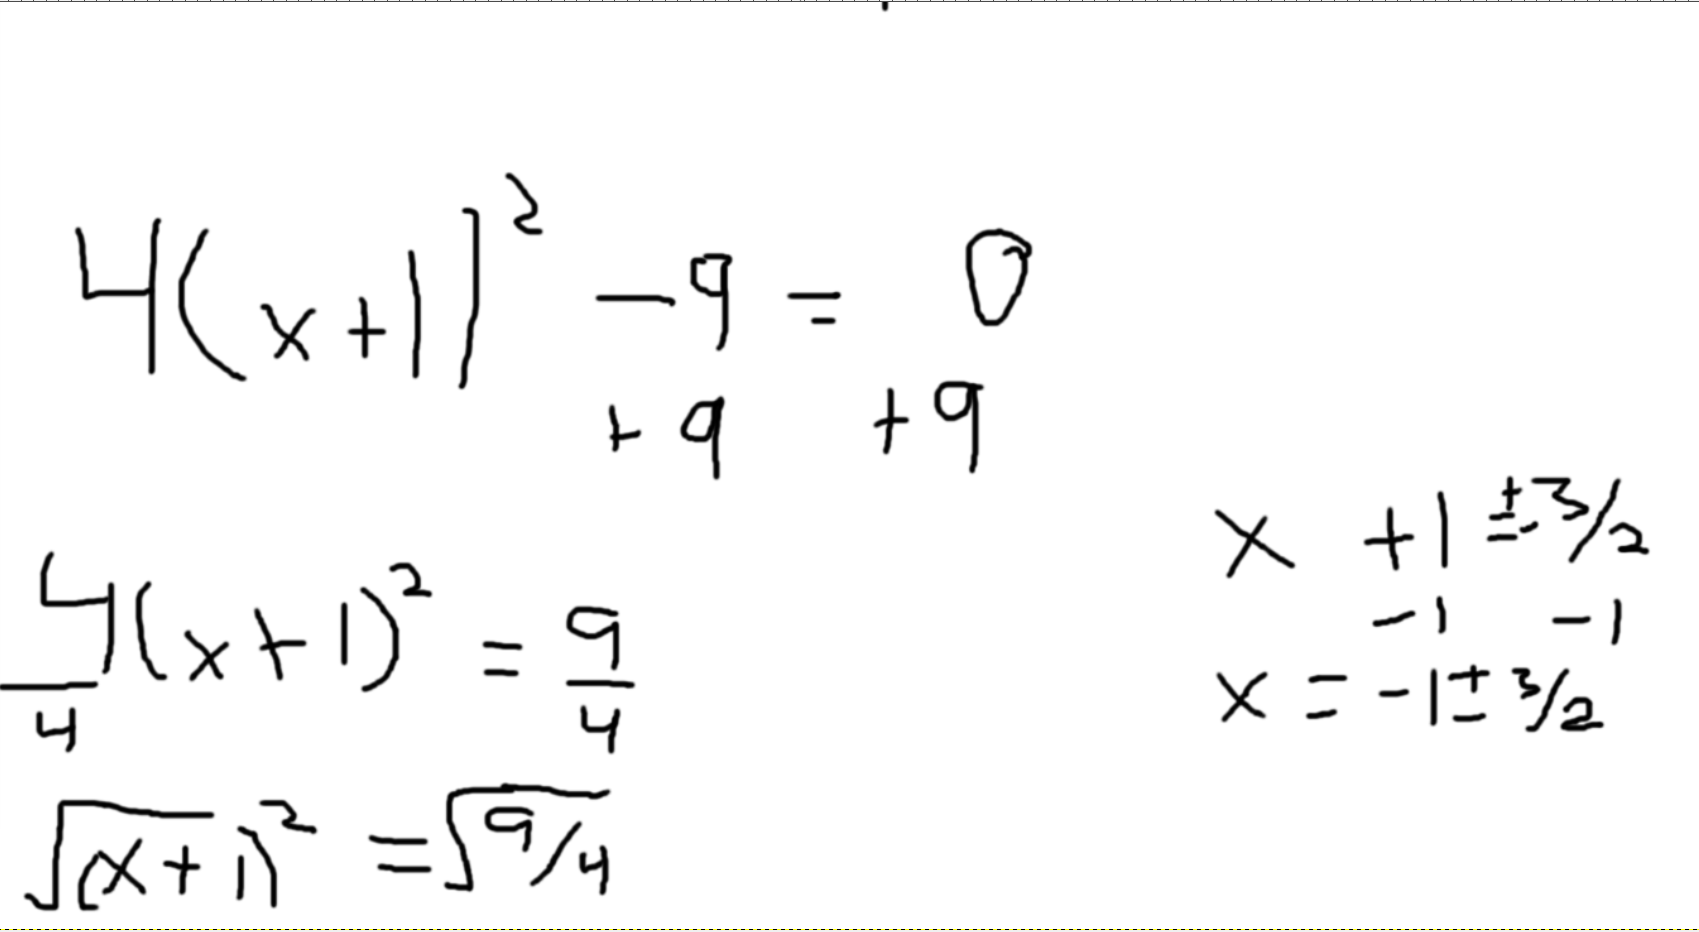 4(x+1)² - 9 = 0
+9 +9
4(x+1)² = 9
4 4
√(x+1)² = √9/4
x +1 = ± 3/2
-1 -1
x = -1 ± 3/2